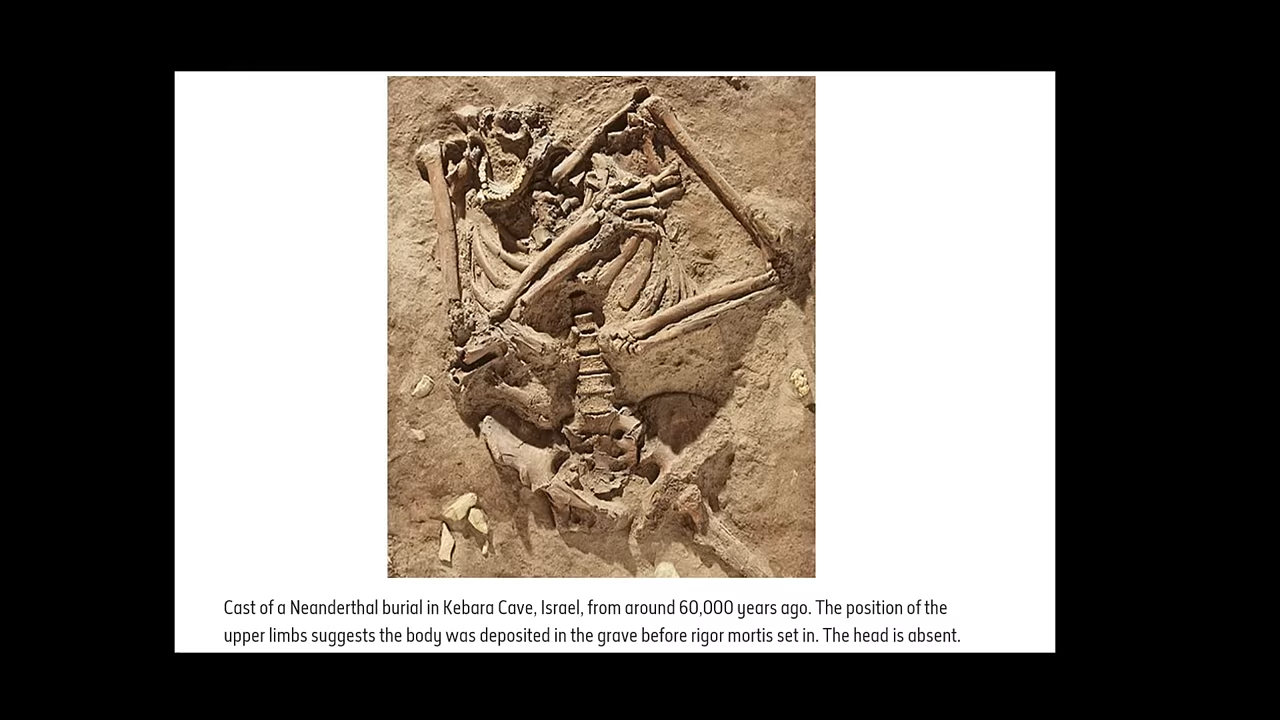 Cast of a Neanderthal burial in Kebara Cave, Israel, from around 60,000 years ago. The position of the
upper limbs suggests the body was deposited in the grave before rigor mortis set in. The head is absent.